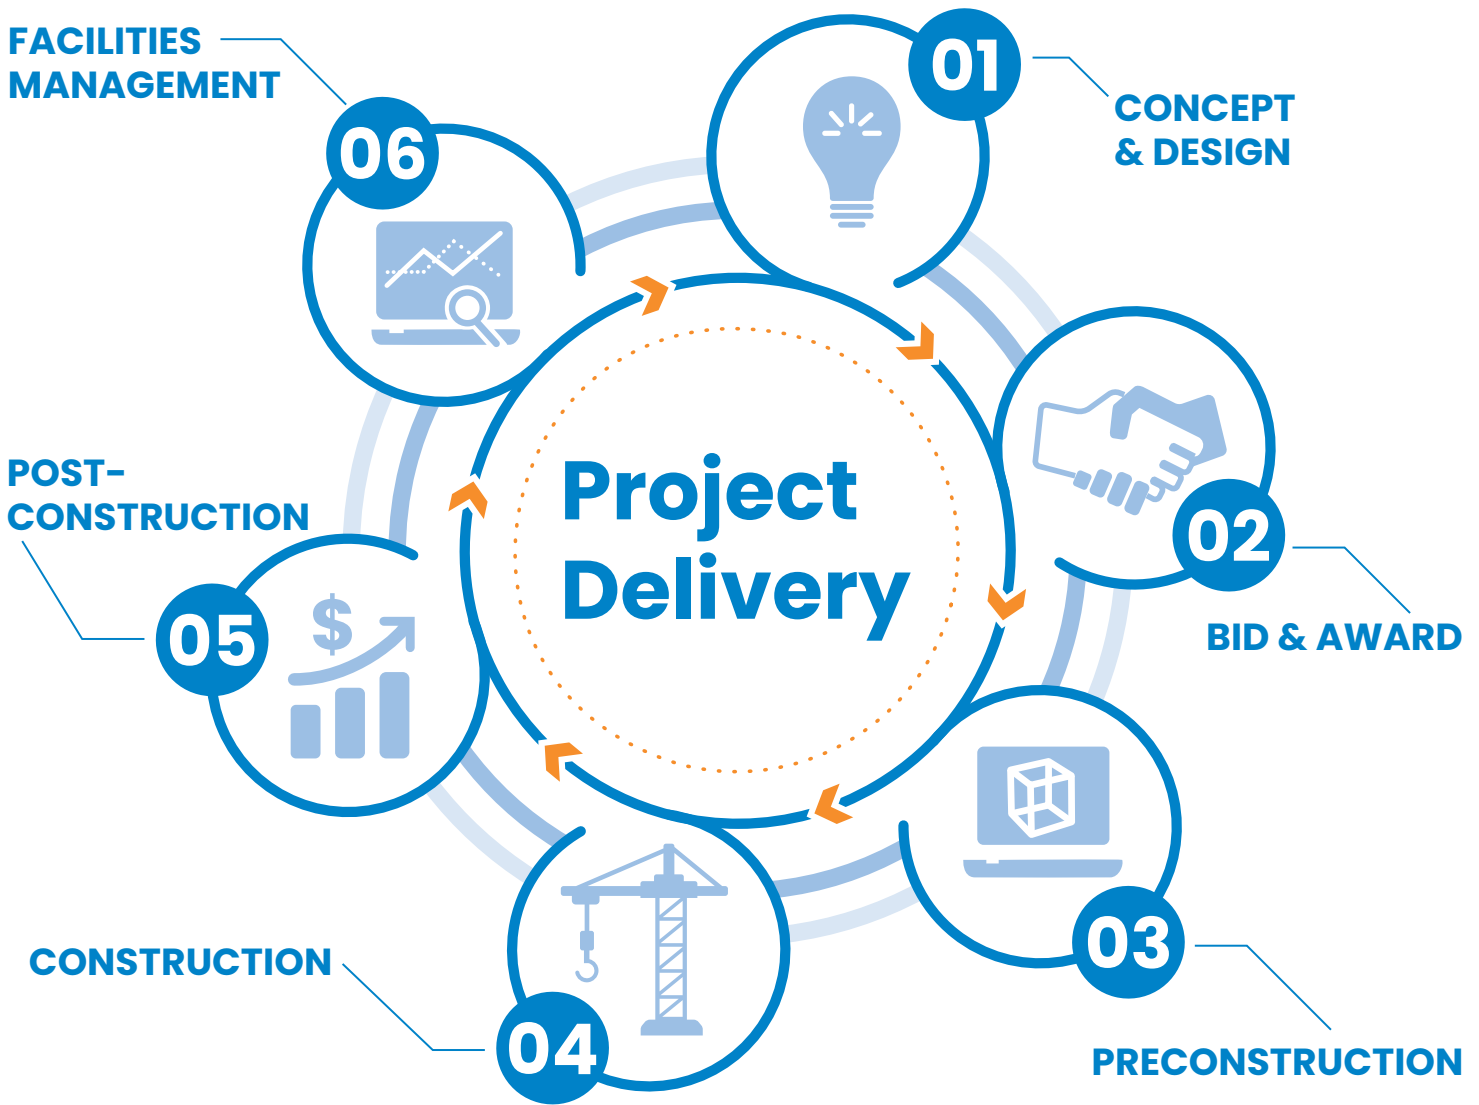 Project
Delivery
01
CONCEPT
& DESIGN
02
BID & AWARD
03
PRECONSTRUCTION
04
CONSTRUCTION
05
POST-
CONSTRUCTION
$
06
FACILITIES
MANAGEMENT